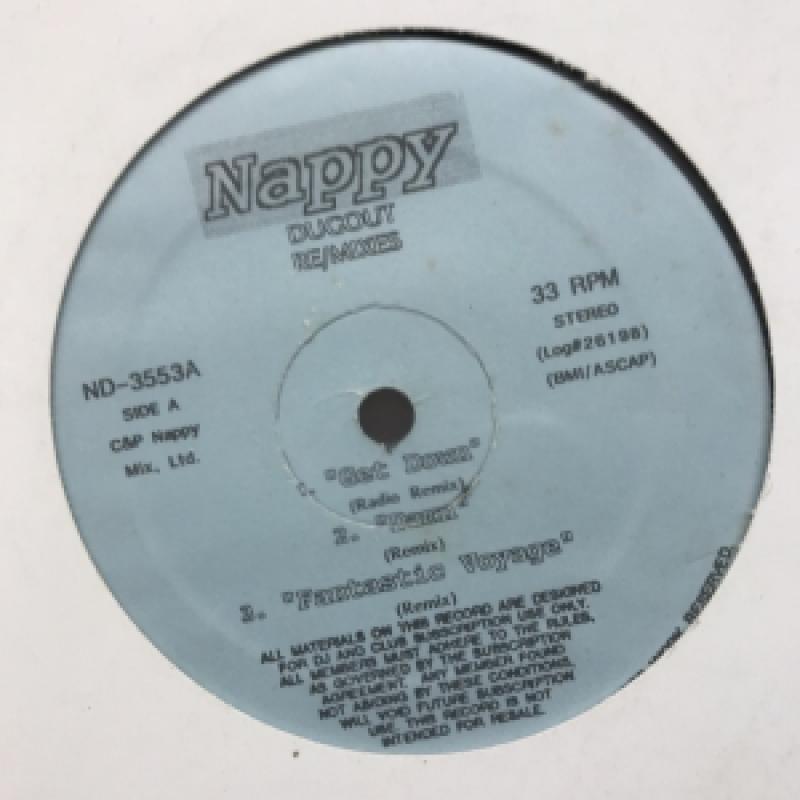 Nappy
DUGOUT
RE/MIXES
33 RPM
STEREO
(Log#26198)
(BMI/ASCAP)
ND-3553A
SIDE A
C&P Nappy
Mix, Ltd.
1. "Get Down"
(Radio Remix)
2. "Damn"
(Remix)
3. "Fantastic Voyage"
(Remix)
ALL MATERIALS ON THIS RECORD ARE DESIGNED
FOR DJ AND CLUB SUBSCRIPTION USE ONLY.
ALL MEMBERS MUST ADHERE TO THE RULES,
AS GOVERNED BY THE SUBSCRIPTION
AGREEMENT. ANY MEMBER FOUND
NOT ABIDING BY THESE CONDITIONS,
WILL VOID FUTURE SUBSCRIPTION
USE. THIS RECORD IS NOT
INTENDED FOR RESALE.
RESERVED